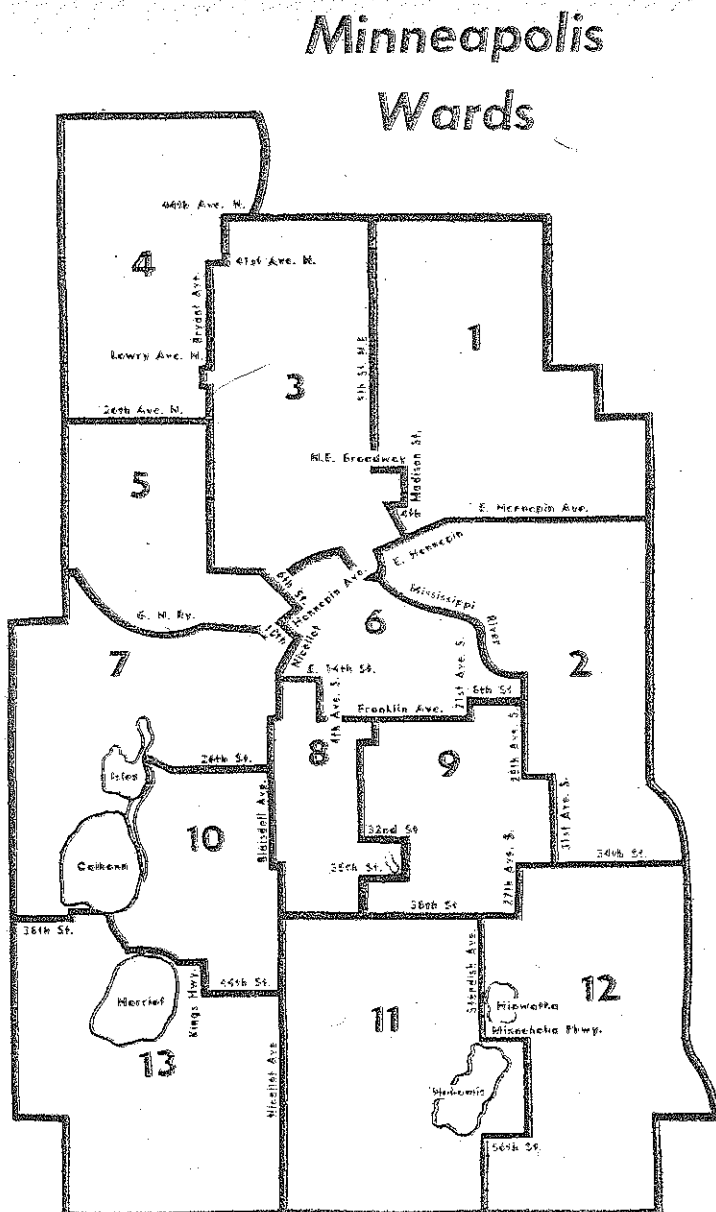 Minneapolis
Wards
44th Ave. N.
4
41st Ave. N.
Bryant Ave.
1
Lowry Ave. N.
3
5th St. N.E.
26th Ave. N.
N.E. Broadway
Madison St.
5
4th
E. Hennepin Ave.
E. Hennepin
6th St.
Hennepin Ave.
Mississippi
River
G. N. Ry.
10th
Nicollet
6
7
E. 14th St.
21st Ave. S.
2
6th St
4th Ave. S.
Franklin Ave.
8
9
Isles
24th St.
28th Ave. S.
Blaisdell Ave.
31st Ave. S.
10
32nd St
Calhoun
35th St.
27th Ave. S.
34th St.
36th St.
38th St.
Standish Ave.
44th St.
Kings Hwy.
Harriet
Hiawatha
12
Minnehaha Pkwy.
11
13
Nicollet Ave
Nokomis
56th St.